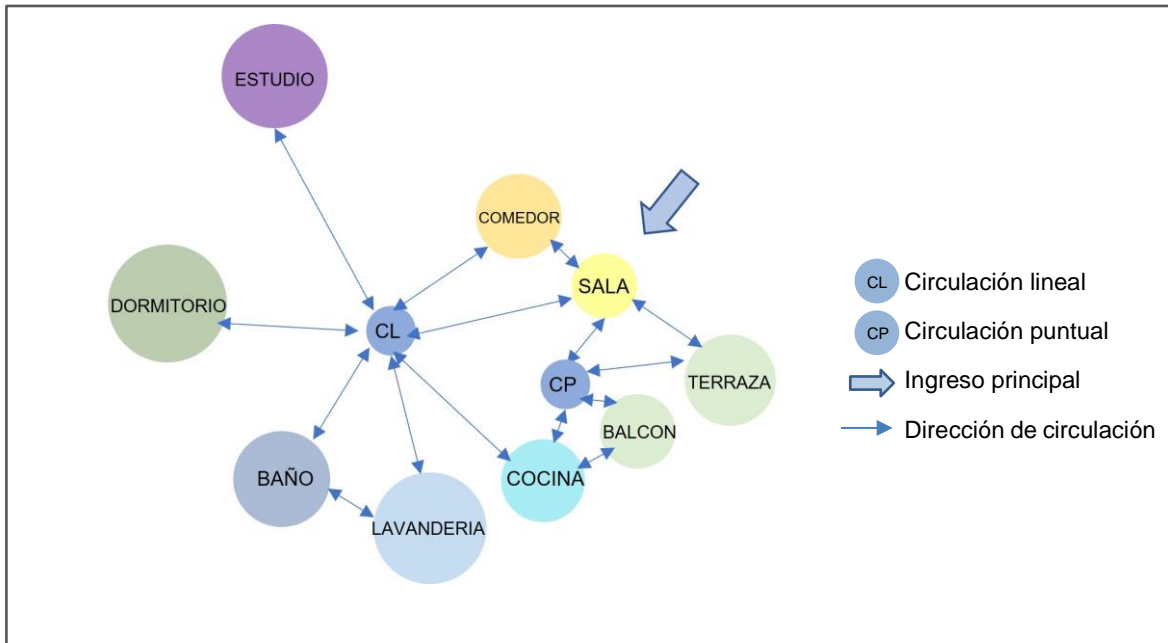 ESTUDIO
COMEDOR
SALA
DORMITORIO
CL
CP
TERRAZA
BALCON
BAÑO
COCINA
LAVANDERIA
CL Circulación lineal
CP Circulación puntual
Ingreso principal
Dirección de circulación